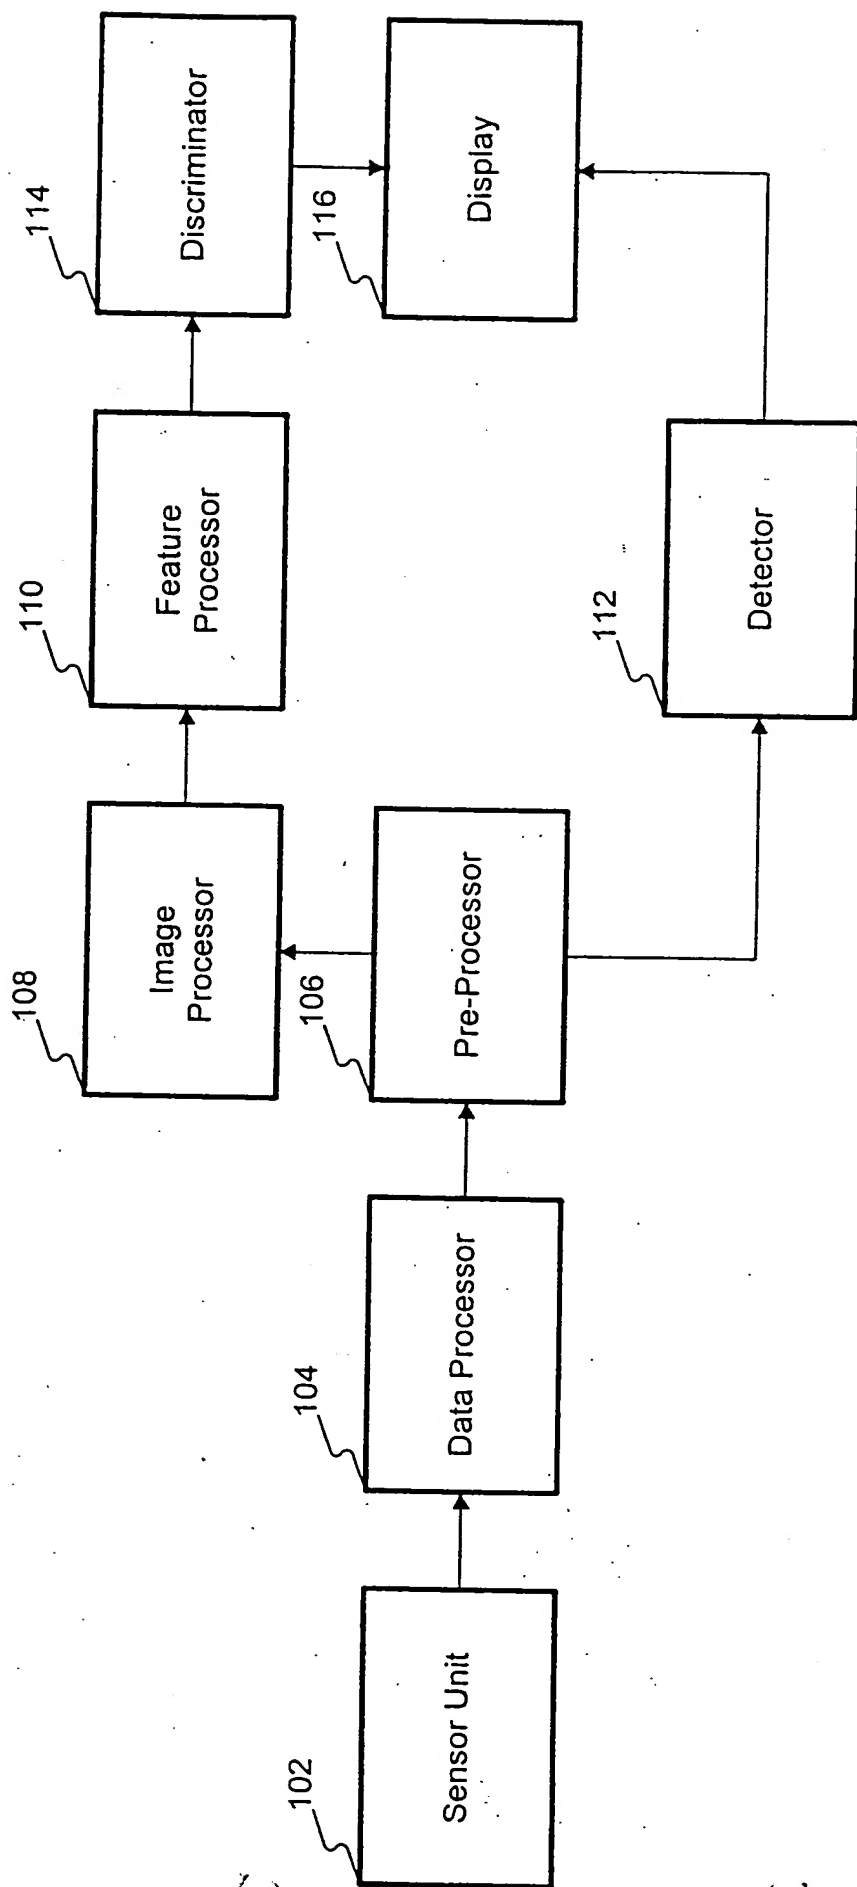 114
Discriminator
116
Display
110
Feature
Processor
112
Detector
108
Image
Processor
106
Pre-Processor
104
Data Processor
102
Sensor Unit